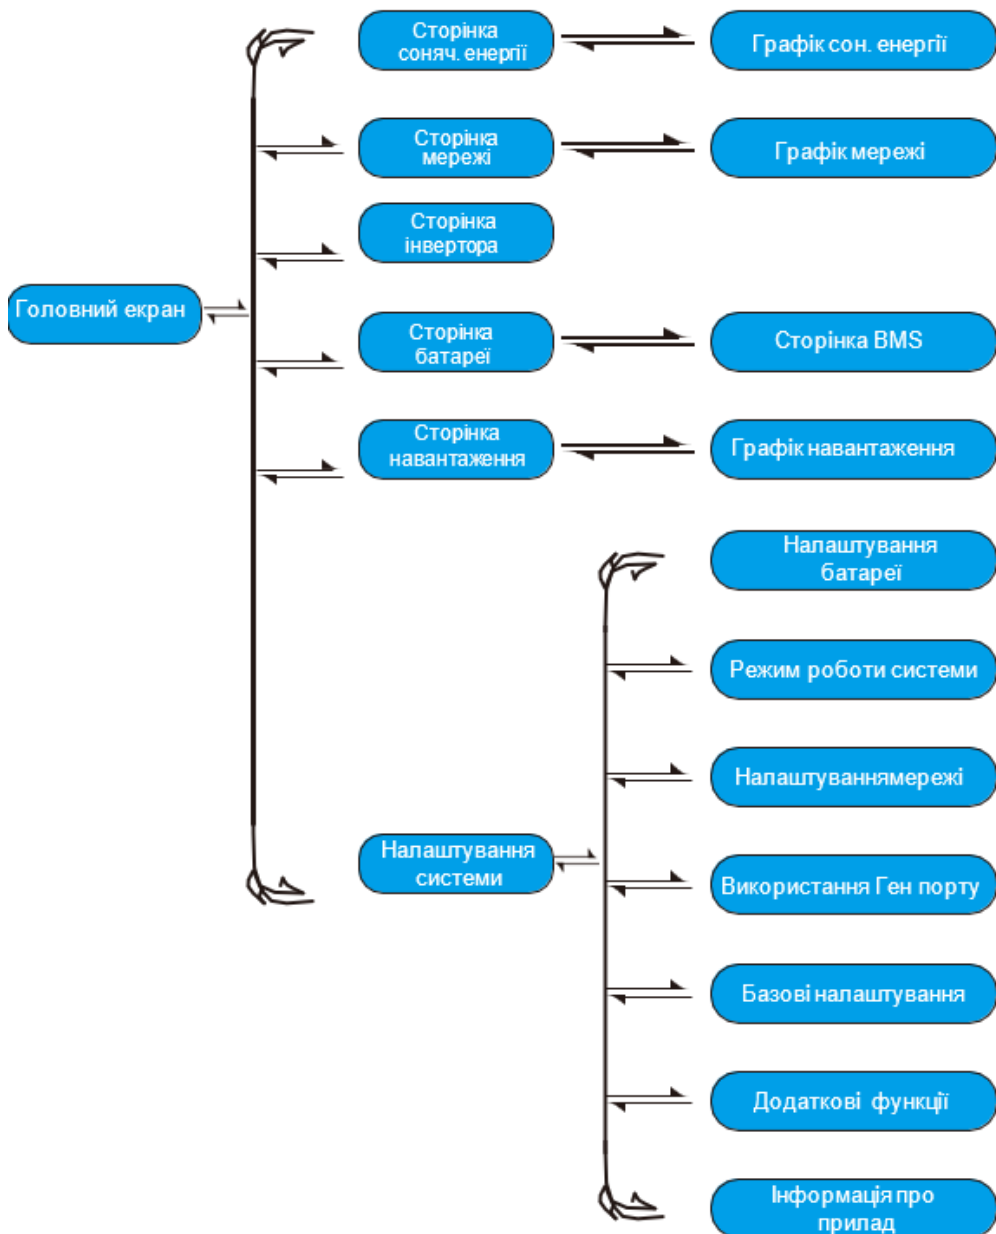 Сторінка
соняч. енергії
Графік сон. енергії
Сторінка
мережі
Графік мережі
Сторінка
інвертора
Головний екран
Сторінка
батареї
Сторінка BMS
Сторінка
навантаження
Графік навантаження
Налаштування
батареї
Режим роботи системи
Налаштуваннямережі
Налаштування
системи
Використання Ген порту
Базові налаштування
Додаткові функції
Інформація про
прилад